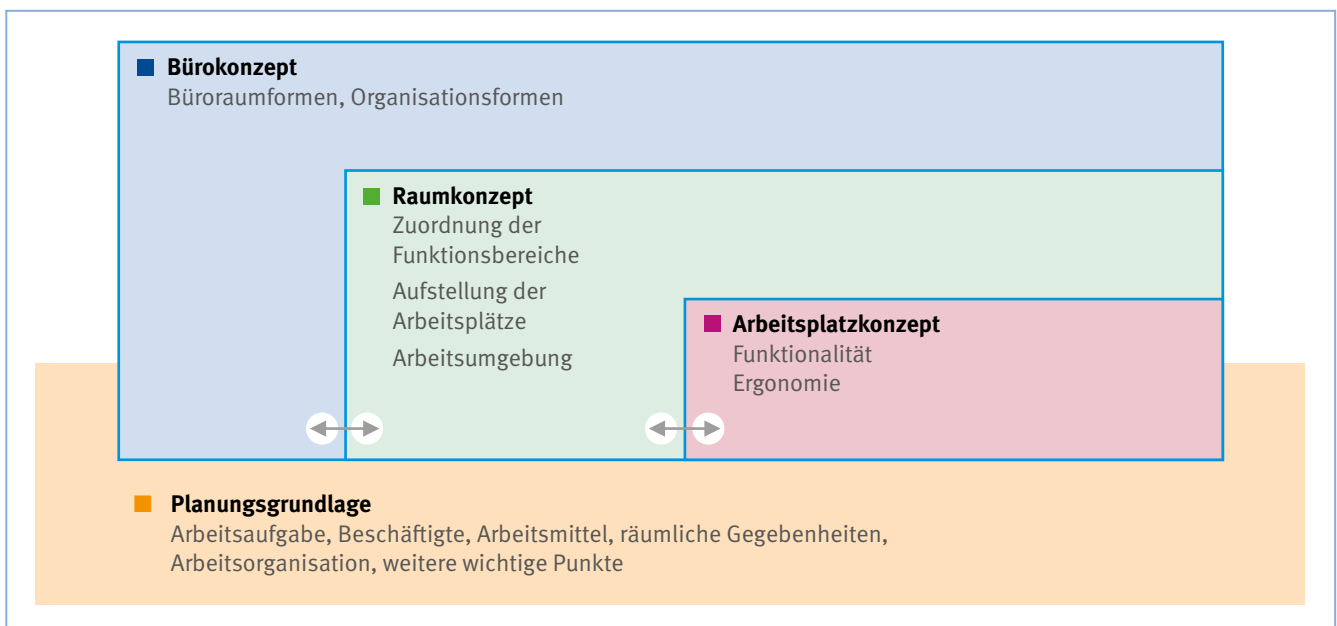 Bürokonzept
Büroraumformen, Organisationsformen
Raumkonzept
Zuordnung der
Funktionsbereiche
Aufstellung der
Arbeitsplätze
Arbeitsumgebung
Arbeitsplatzkonzept
Funktionalität
Ergonomie
Planungsgrundlage
Arbeitsaufgabe, Beschäftigte, Arbeitsmittel, räumliche Gegebenheiten,
Arbeitsorganisation, weitere wichtige Punkte